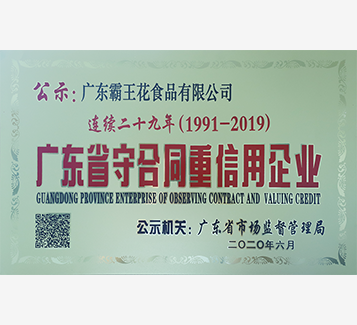 公示：广东霸王花食品有限公司
连续二十九年(1991-2019)
广东省守合同重信用企业
GUANGDONG PROVINCE ENTERPRISE OF OBSERVING CONTRACT AND VALUING CREDIT
公示机关：广东省市场监督管理局
二〇二〇年六月